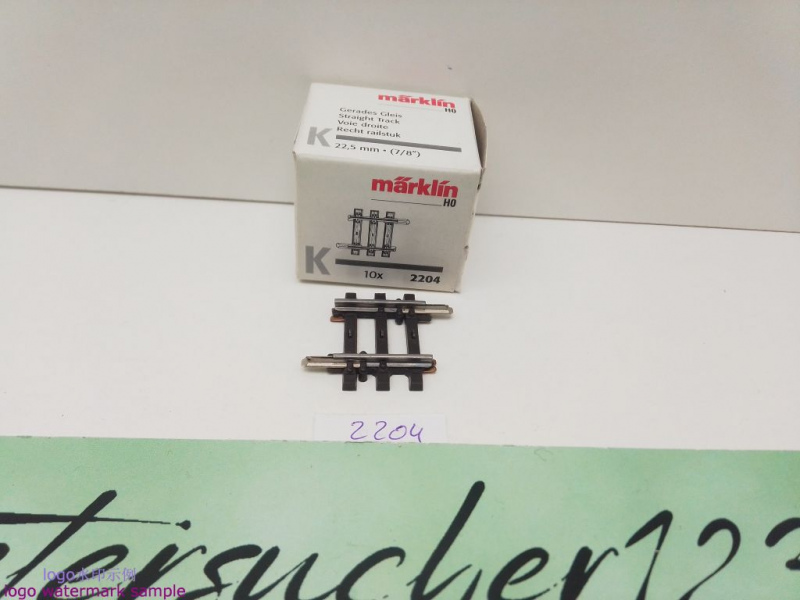 märklin
H0
Gerades Gleis
Straight Track
Voie droite
Recht railstuk
K
22,5 mm • (7/8")
märklin
H0
K
10x 2204
2204
tersucher123
logo水印示例
logo watermark sample